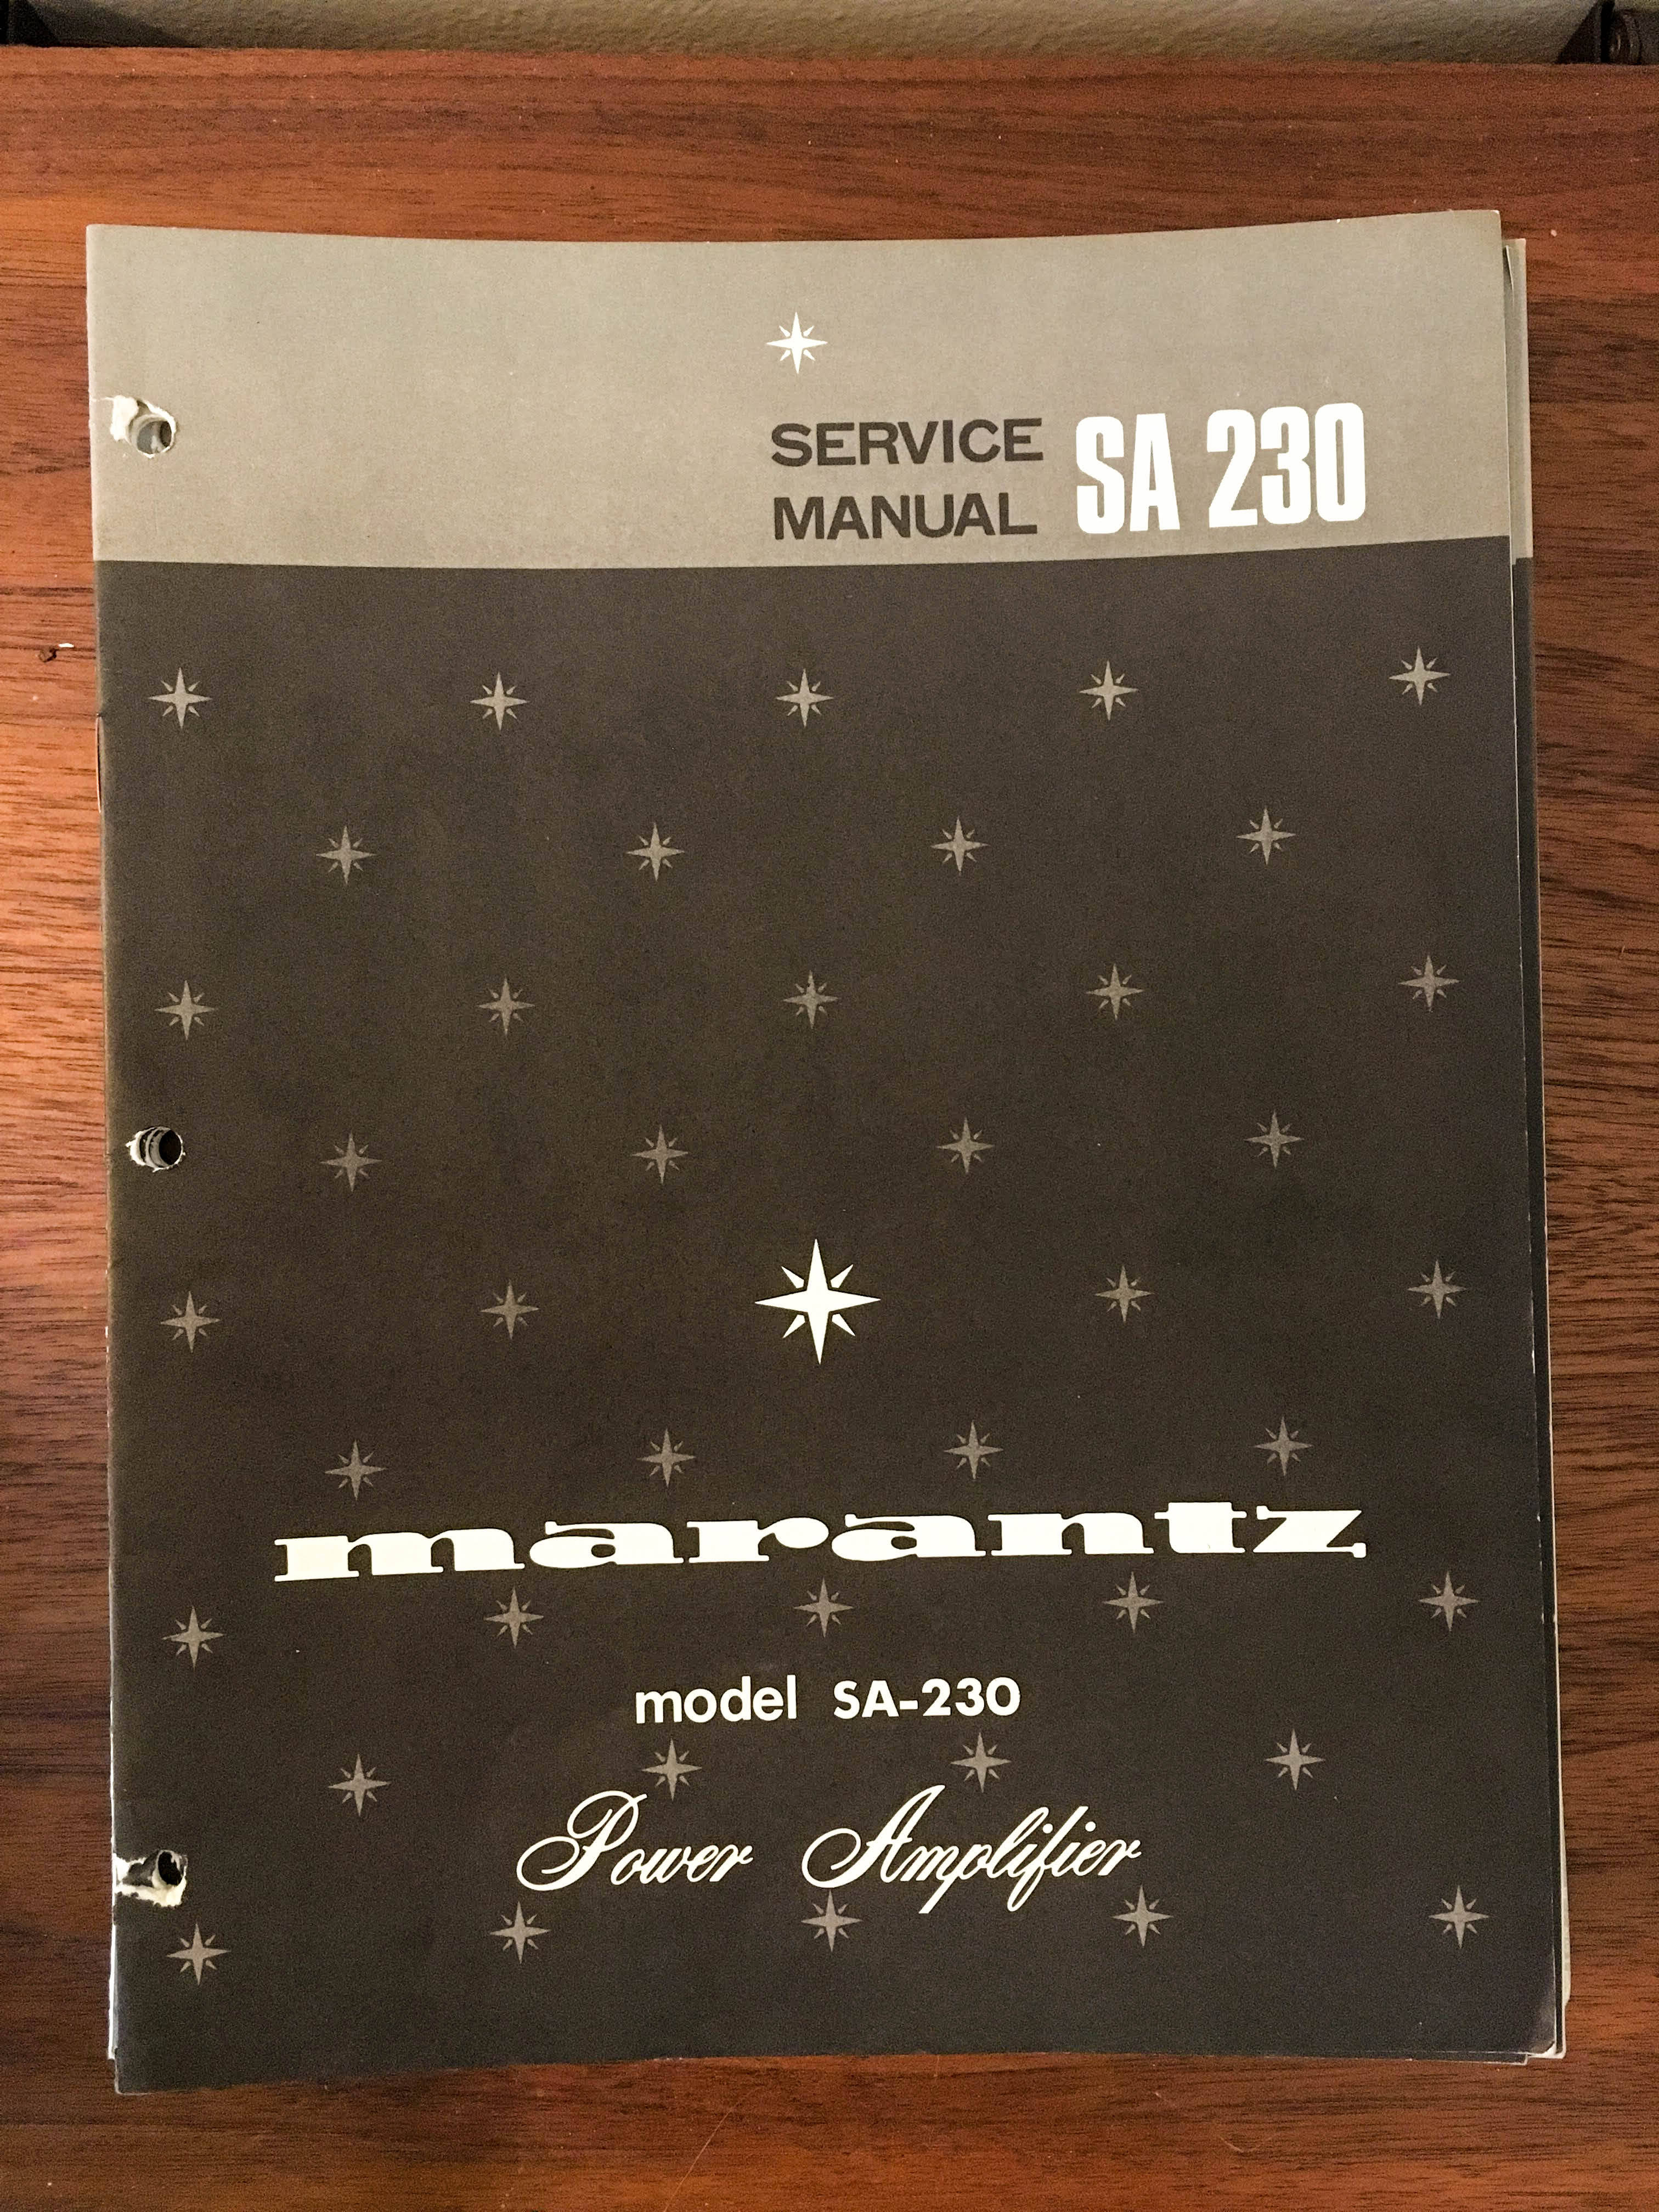 SERVICE SA 230
MANUAL
marantz
model SA-230
Power Amplifier